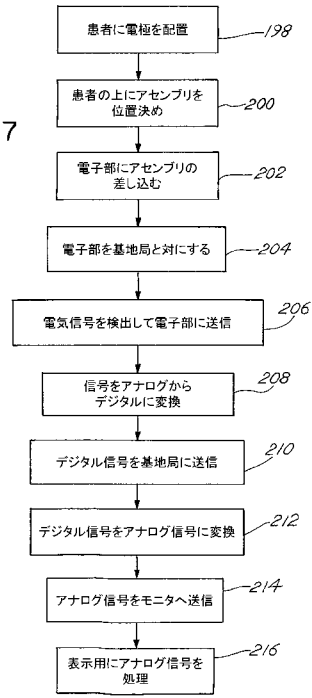 患者に電極を配置
198
患者の上にアセンブリを
位置決め
200
7
電子部にアセンブリの
差し込む
202
電子部を基地局と対にする
204
電気信号を検出して電子部に送信
206
信号をアナログから
デジタルに変換
208
デジタル信号を基地局に送信
210
デジタル信号をアナログ信号に変換
212
アナログ信号をモニタへ送信
214
表示用にアナログ信号を
処理
216